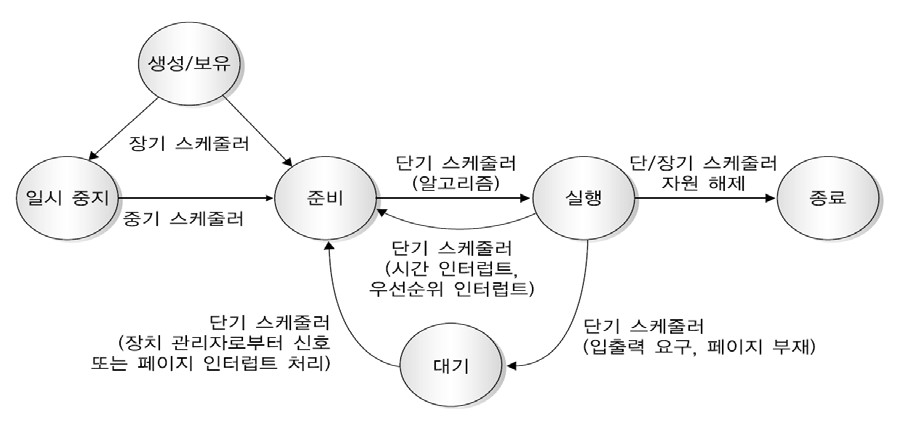 생성/보유
장기 스케줄러
일시 중지
중기 스케줄러
준비
단기 스케줄러
(알고리즘)
실행
단/장기 스케줄러
자원 해제
종료
단기 스케줄러
(시간 인터럽트,
우선순위 인터럽트)
단기 스케줄러
(장치 관리자로부터 신호
또는 페이지 인터럽트 처리)
대기
단기 스케줄러
(입출력 요구, 페이지 부재)